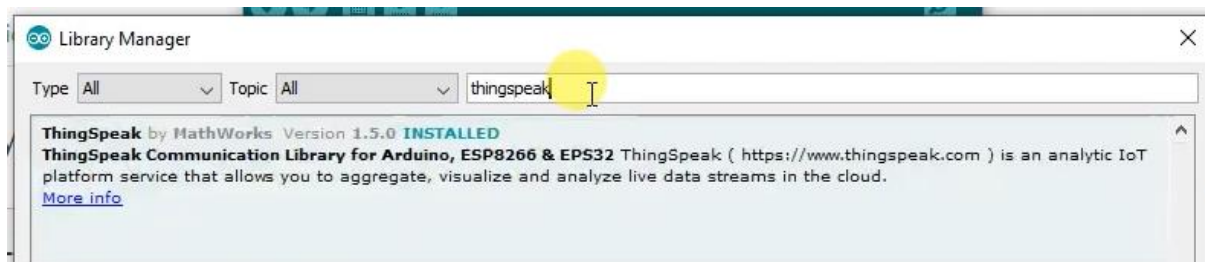 Library Manager
Type All Topic All thingspeak
ThingSpeak by MathWorks Version 1.5.0 INSTALLED
ThingSpeak Communication Library for Arduino, ESP8266 & EPS32 ThingSpeak ( https://www.thingspeak.com ) is an analytic IoT
platform service that allows you to aggregate, visualize and analyze live data streams in the cloud.
More info